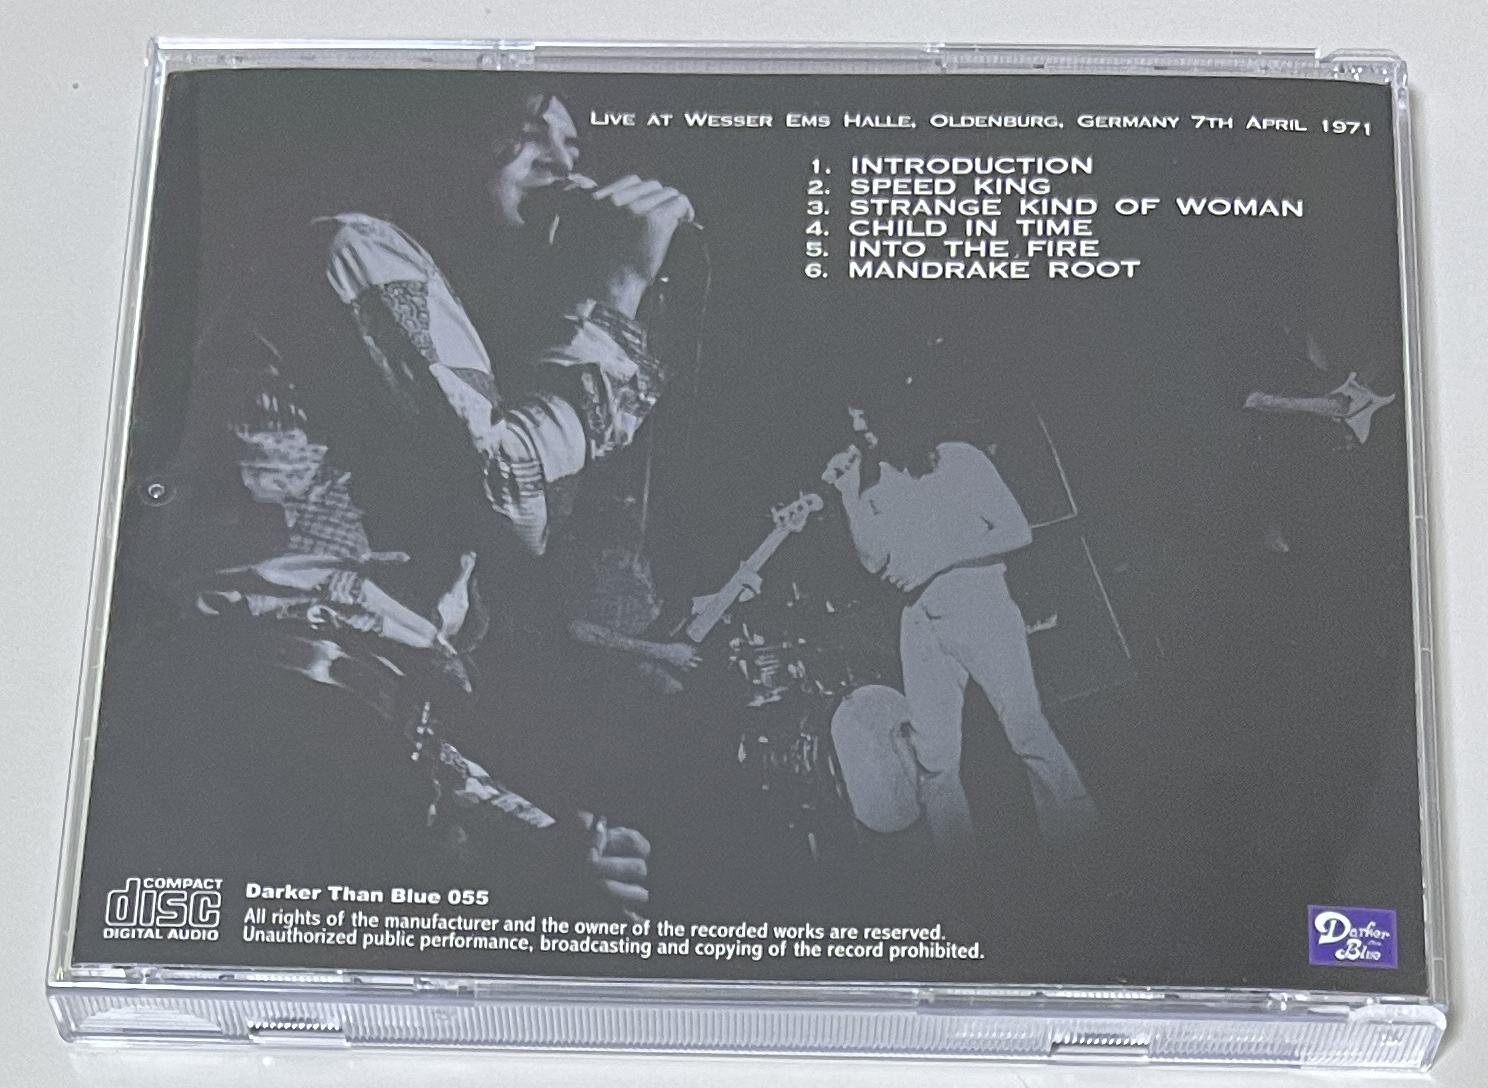 LIVE AT WESSER EMS HALLE, OLDENBURG, GERMANY 7TH APRIL 1971
1. INTRODUCTION
2. SPEED KING
3. STRANGE KIND OF WOMAN
4. CHILD IN TIME
5. INTO THE FIRE
6. MANDRAKE ROOT
COMPACT
disc
DIGITAL AUDIO
Darker Than Blue 055
All rights of the manufacturer and the owner of the recorded works are reserved.
Unauthorized public performance, broadcasting and copying of the record prohibited.
Darker
Blue